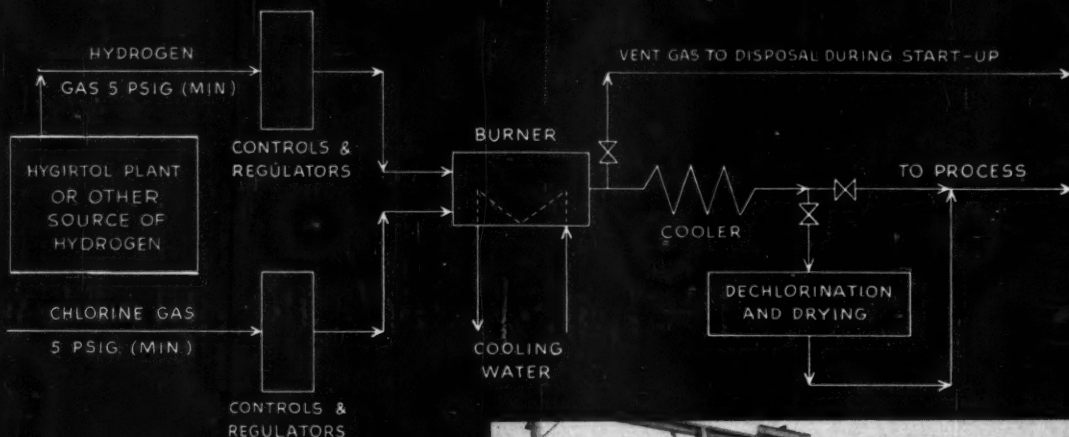 HYDROGEN
GAS 5 PSIG (MIN)
HYGIRTOL PLANT
OR OTHER
SOURCE OF
HYDROGEN
CONTROLS &
REGULATORS
CHLORINE GAS
5 PSIG. (MIN.)
CONTROLS &
REGULATORS
BURNER
COOLING
WATER
VENT GAS TO DISPOSAL DURING START-UP
COOLER
TO PROCESS
DECHLORINATION
AND DRYING